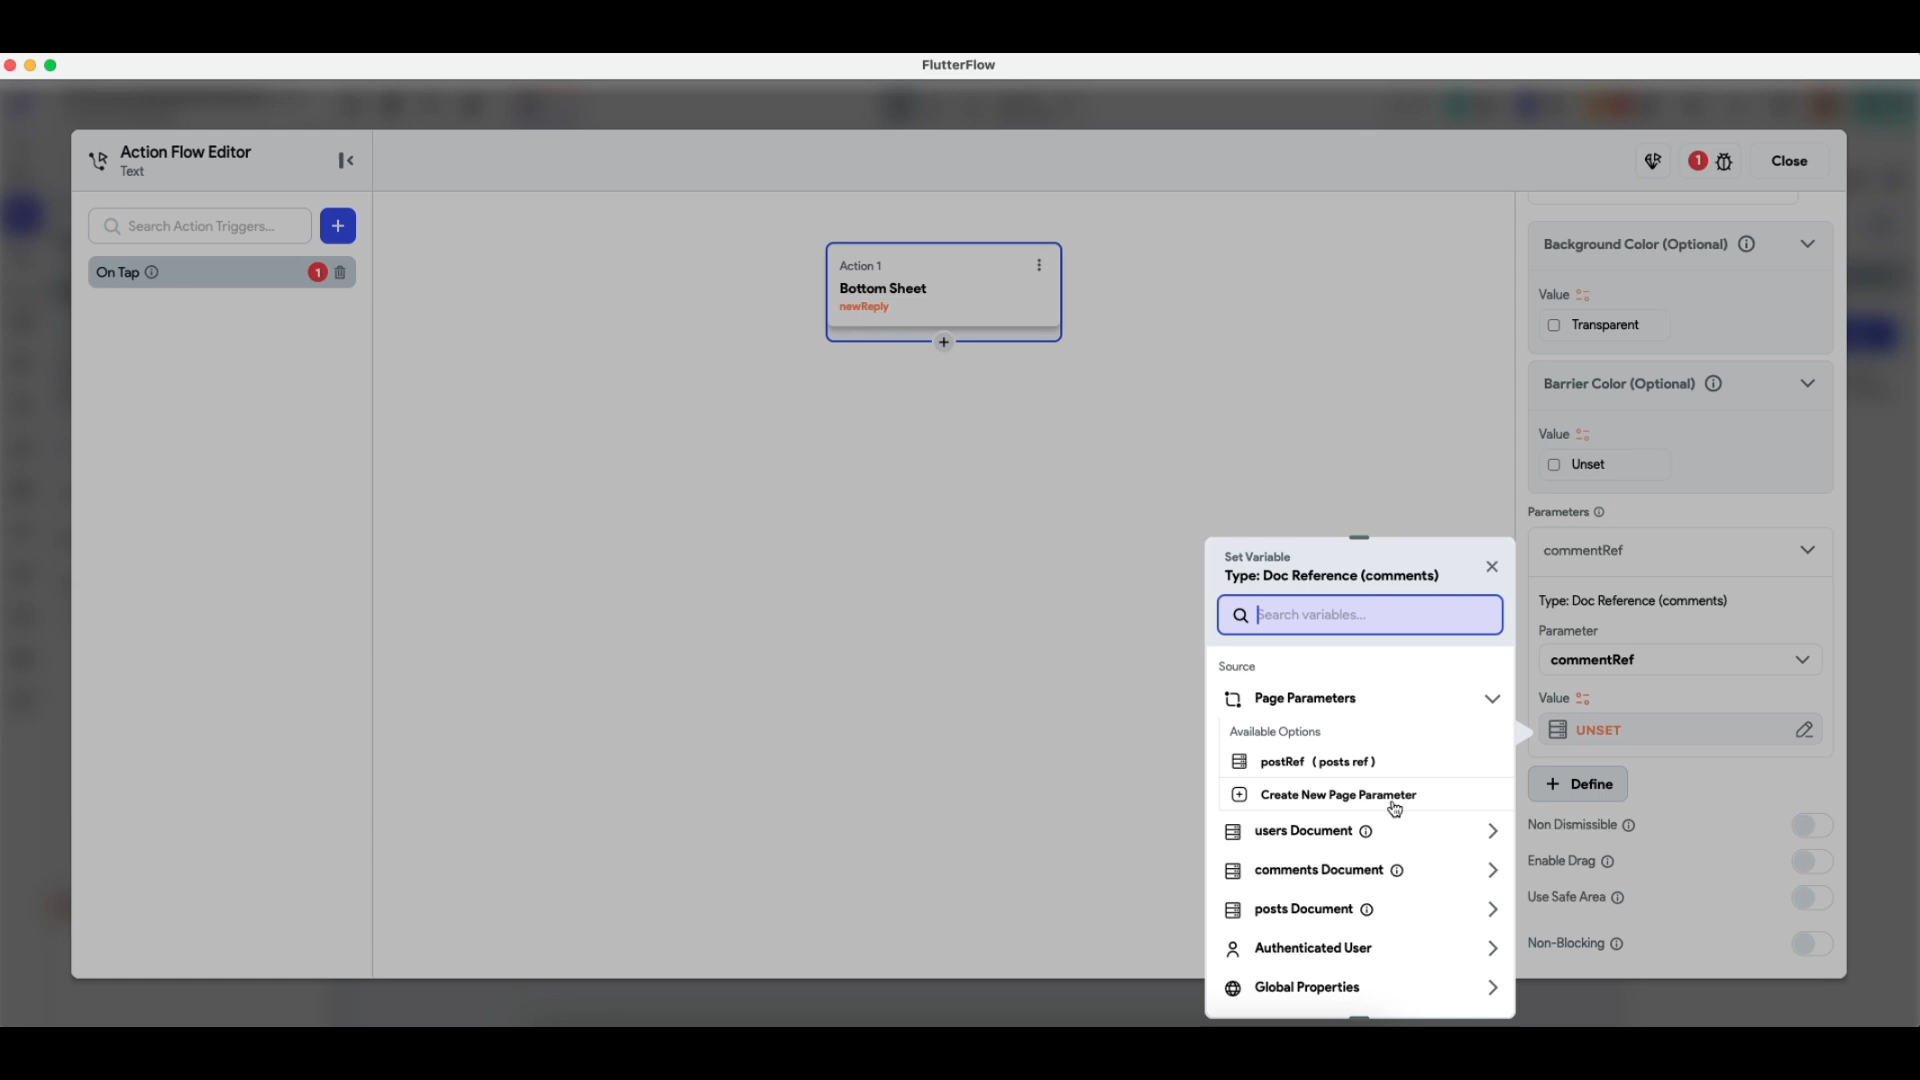 FlutterFlow
Action Flow Editor
Text
1
Close
Search Action Triggers...
+
On Tap
1
Action 1
Bottom Sheet
newReply
+
Background Color (Optional)
Value
Transparent
Barrier Color (Optional)
Value
Unset
Parameters
commentRef
Type: Doc Reference (comments)
Parameter
commentRef
Value
UNSET
+ Define
Non Dismissible
Enable Drag
Use Safe Area
Non-Blocking
Set Variable
Type: Doc Reference (comments)
Search variables...
Source
Page Parameters
Available Options
postRef (posts ref)
Create New Page Parameter
users Document
comments Document
posts Document
Authenticated User
Global Properties